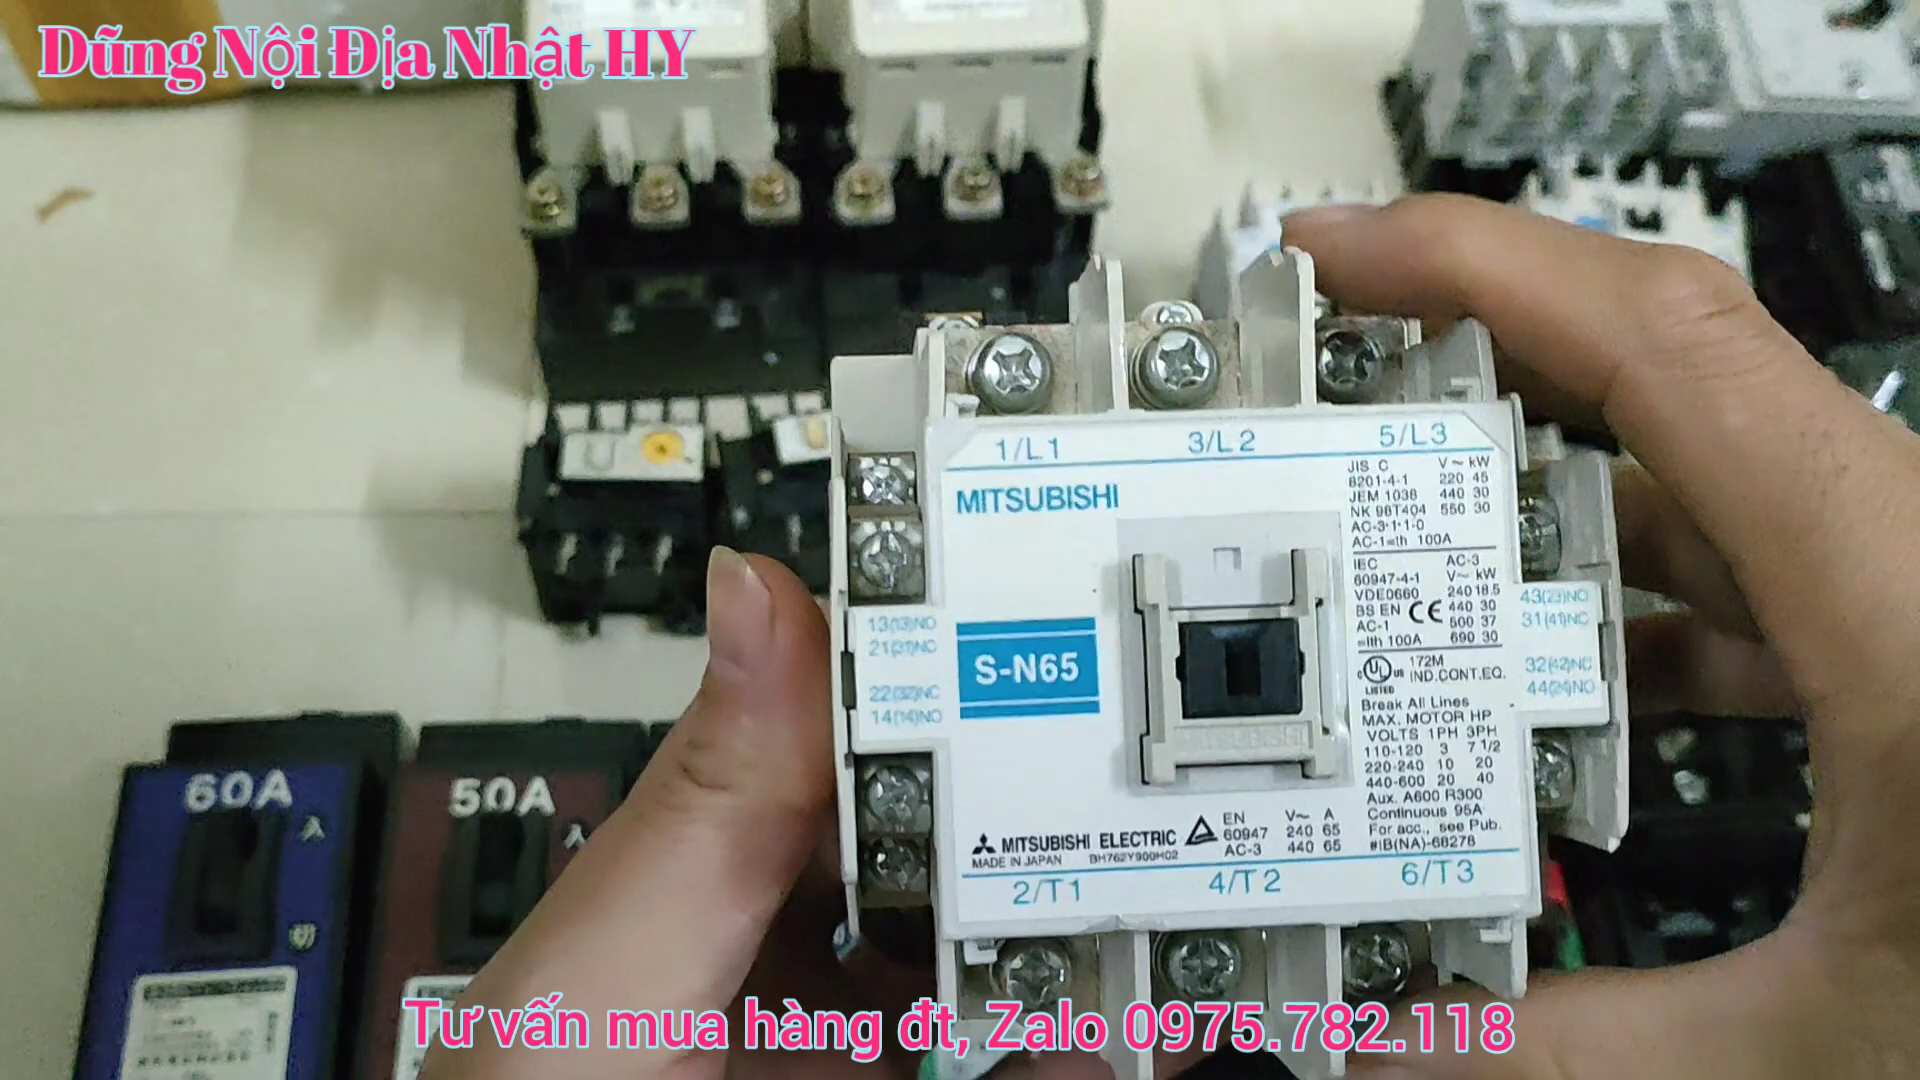 Dũng Nội Địa Nhật HY
1/L1 3/L2 5/L3
MITSUBISHI
JIS C V~ kW
8201-4-1 220 45
JEM 1038 440 30
NK 98T404 550 30
AC-3·1·1-0
AC-1=Ith 100A
IEC AC-3
60947-4-1 V~ kW
VDE0660 240 18.5
BS EN CE 440 30
AC-1 500 37
=Ith 100A 690 30
13(13)NO
21(31)NC
22(32)NC
14(14)NO
S-N65
43(23)NO
31(41)NC
32(42)NC
44(24)NO
MITSUBISHI
c UL us 172M
LISTED IND.CONT.EQ.
Break All Lines
MAX. MOTOR HP
VOLTS 1PH 3PH
110-120 3 7 1/2
220-240 10 20
440-600 20 40
Aux. A600 R300
Continuous 95A
For acc., see Pub.
#IB(NA)-68278
MITSUBISHI ELECTRIC
MADE IN JAPAN BH762Y900H02
EN V~ A
60947 240 65
AC-3 440 65
2/T1 4/T2 6/T3
60A
入
切
50A
入
Tư vấn mua hàng đt, Zalo 0975.782.118